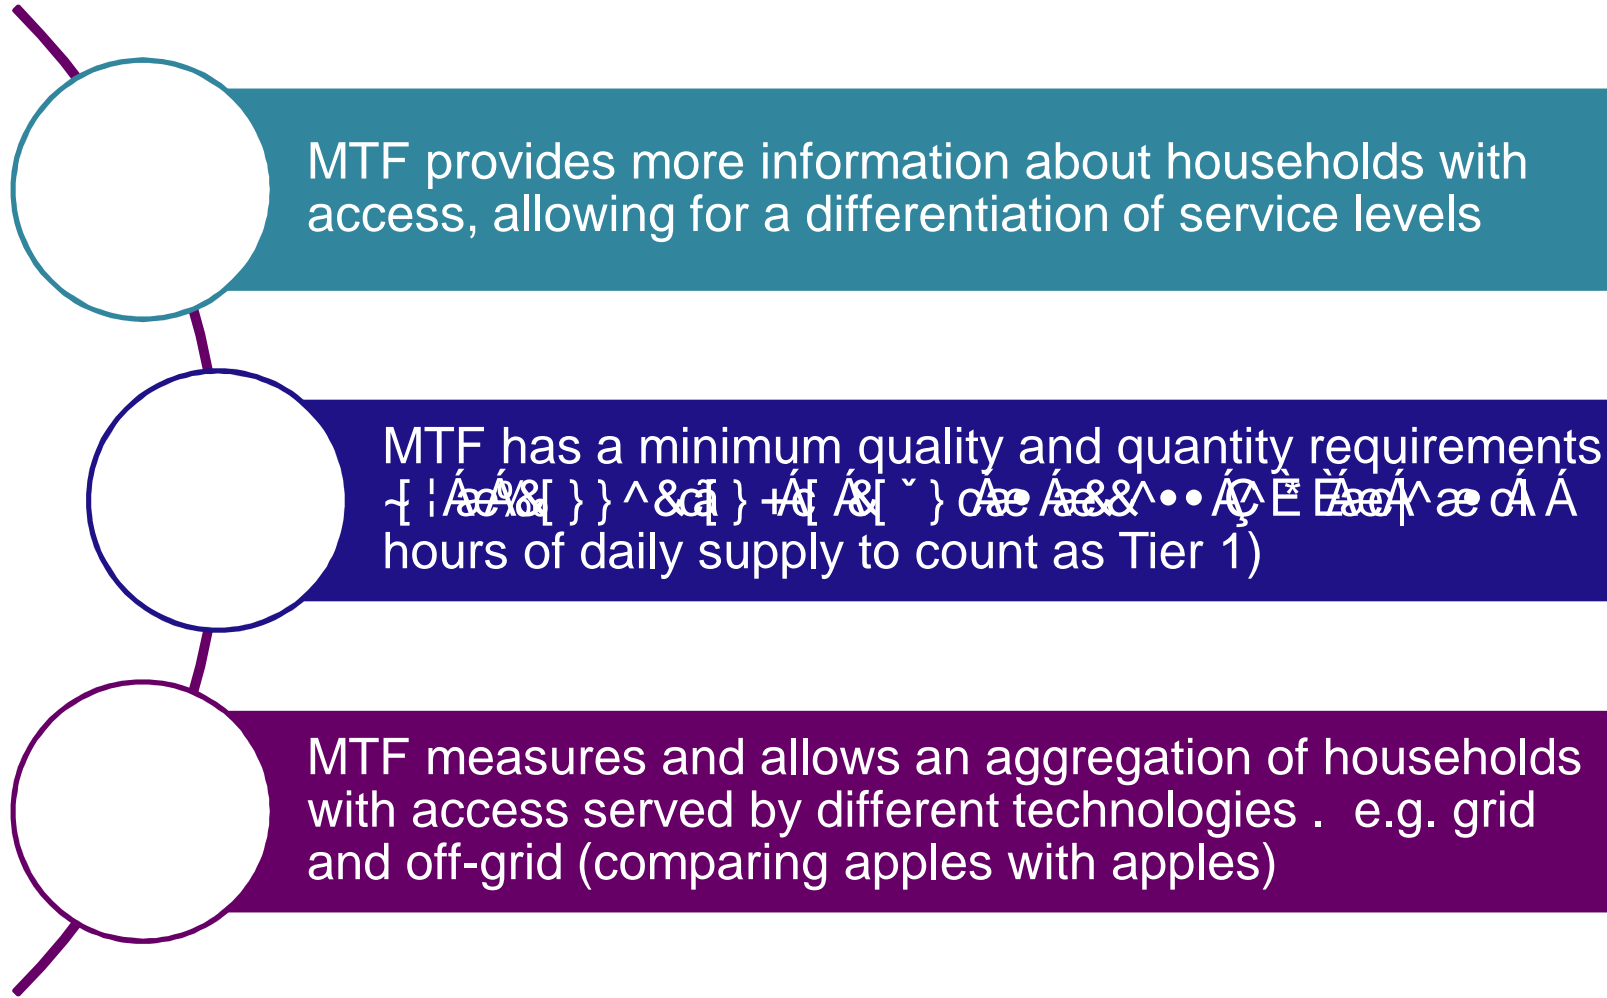 MTF provides more information about households with
access, allowing for a differentiation of service levels
MTF has a minimum quality and quantity requirements
hours of daily supply to count as Tier 1)
MTF measures and allows an aggregation of households
with access served by different technologies . e.g. grid
and off-grid (comparing apples with apples)